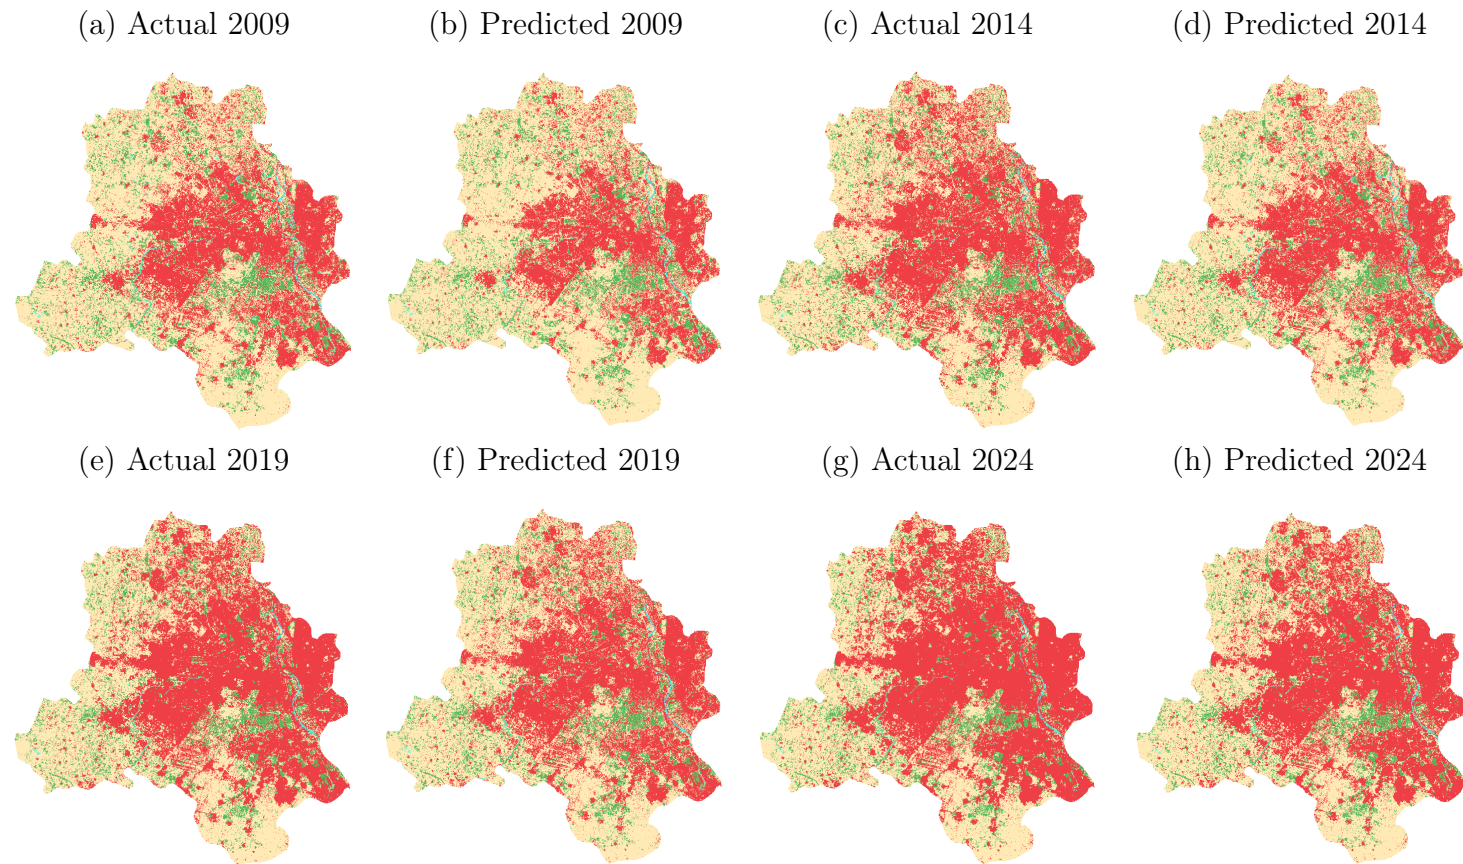 (a) Actual 2009
(b) Predicted 2009
(c) Actual 2014
(d) Predicted 2014
(e) Actual 2019
(f) Predicted 2019
(g) Actual 2024
(h) Predicted 2024